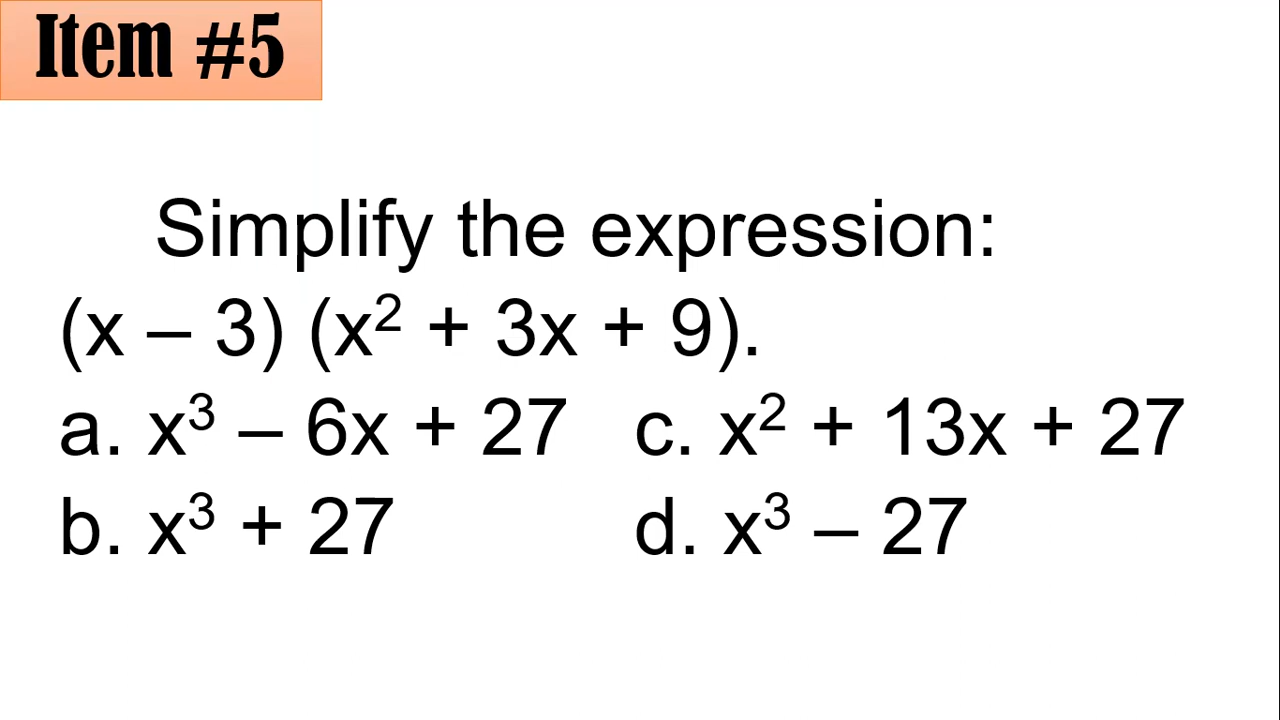 Item #5
Simplify the expression:
(x – 3) (x² + 3x + 9).
a. x³ – 6x + 27 c. x² + 13x + 27
b. x³ + 27 d. x³ – 27